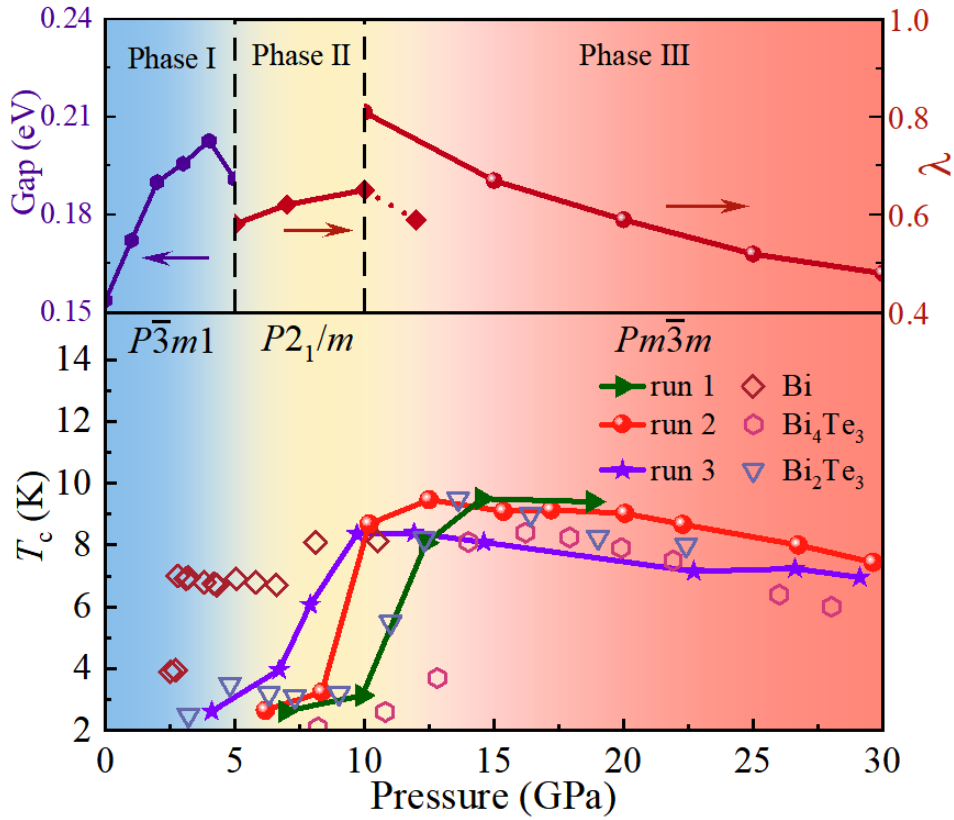 0.24
1.0
Phase I
Phase II
Phase III
0.21
0.8
Gap (eV)
λ
0.18
0.6
0.15
0.4
P3̅m1
P2₁/m
Pm3̅m
14
run 1
Bi
12
run 2
Bi₄Te₃
10
run 3
Bi₂Te₃
T꜀ (K)
8
6
4
2
0 5 10 15 20 25 30
Pressure (GPa)